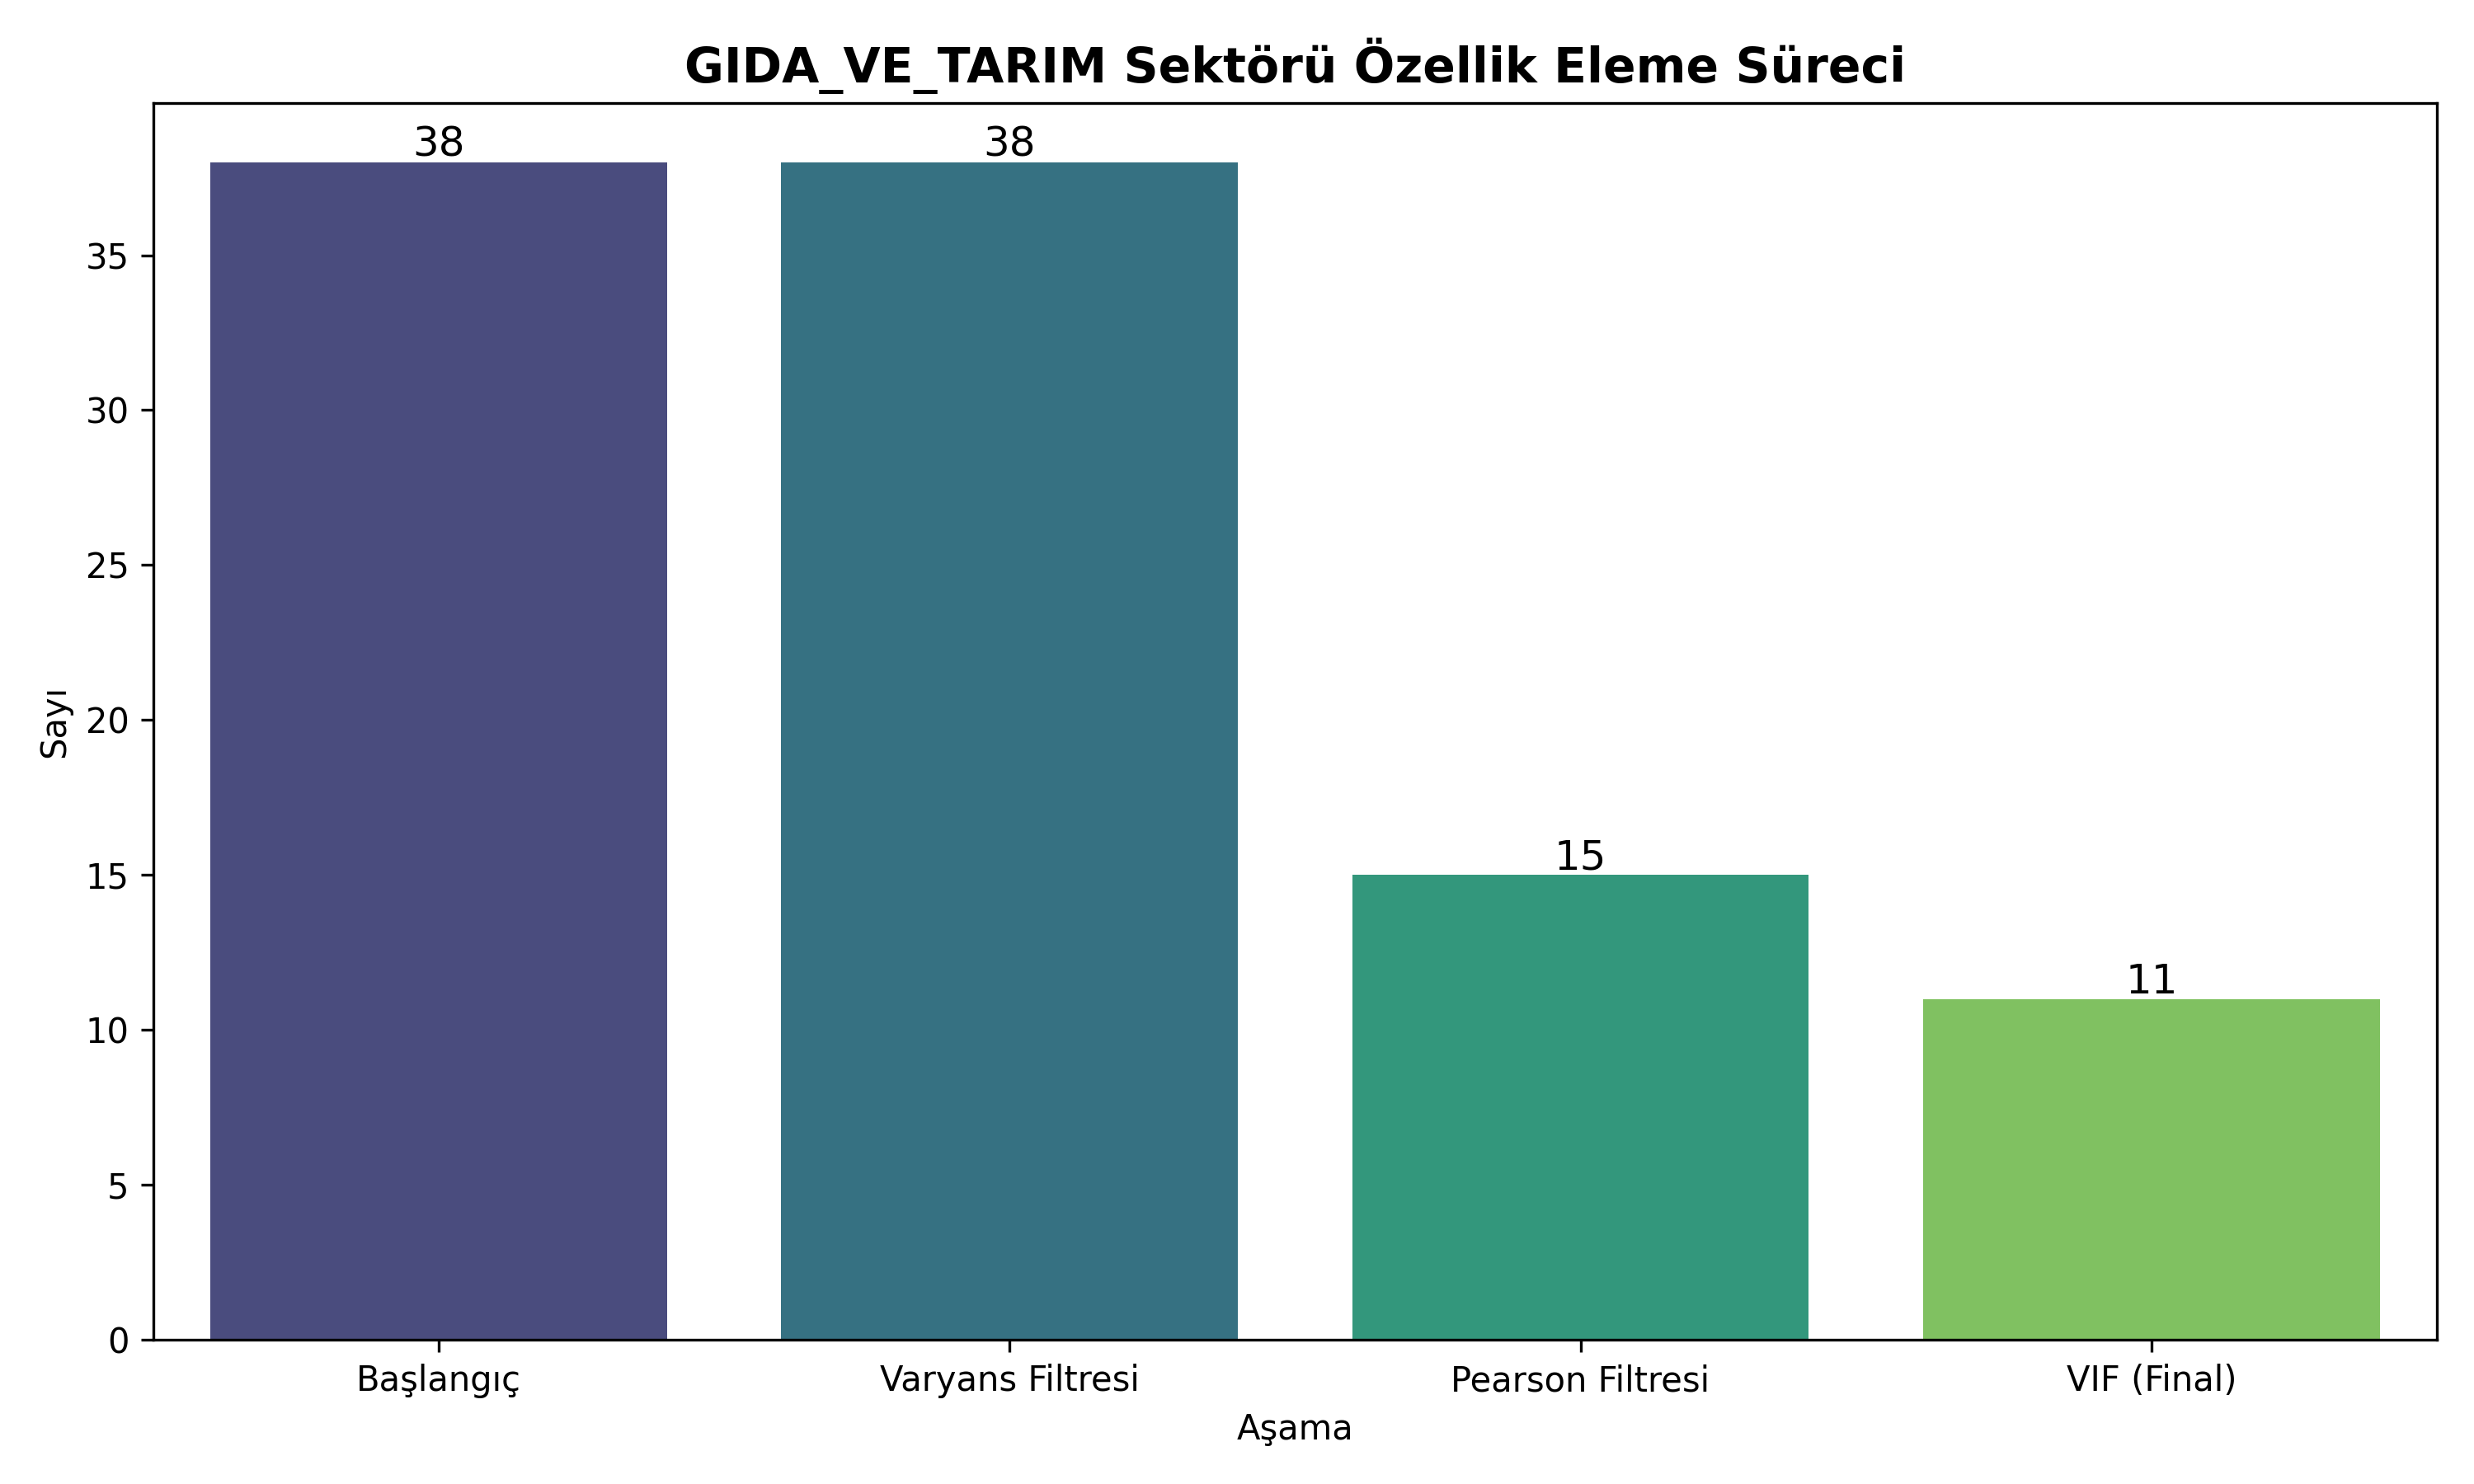 GIDA_VE_TARIM Sektörü Özellik Eleme Süreci
38
38
15
11
35
30
25
20
15
10
5
0
Sayı
Başlangıç
Varyans Filtresi
Pearson Filtresi
VIF (Final)
Aşama